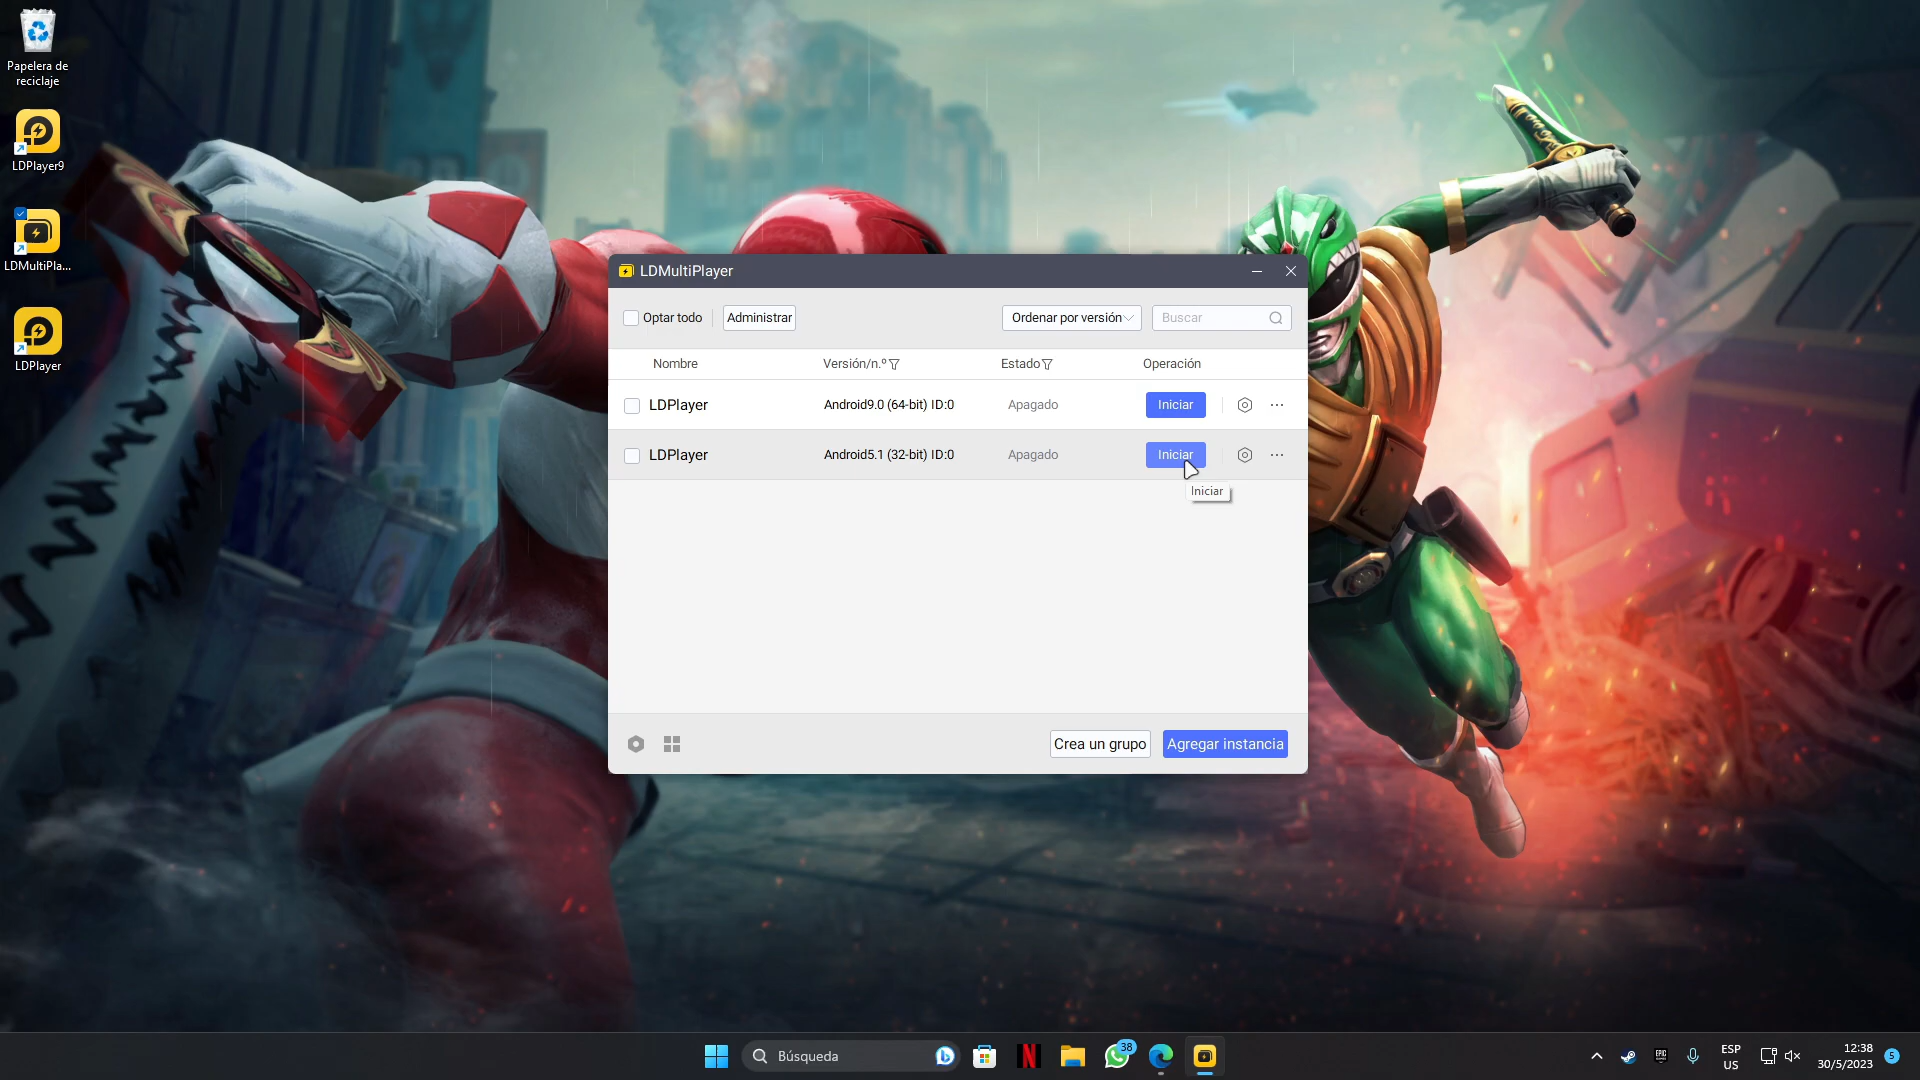 Papelera de
reciclaje
LDPlayer9
LDMultiPla...
LDPlayer
LDMultiPlayer
Optar todo
Administrar
Ordenar por versión
Buscar
Nombre
Versión/n.º
Estado
Operación
LDPlayer
Android9.0 (64-bit) ID:0
Apagado
Iniciar
LDPlayer
Android5.1 (32-bit) ID:0
Apagado
Iniciar
Iniciar
Crea un grupo
Agregar instancia
Búsqueda
38
EPIC
ESP
US
12:38
30/5/2023
5